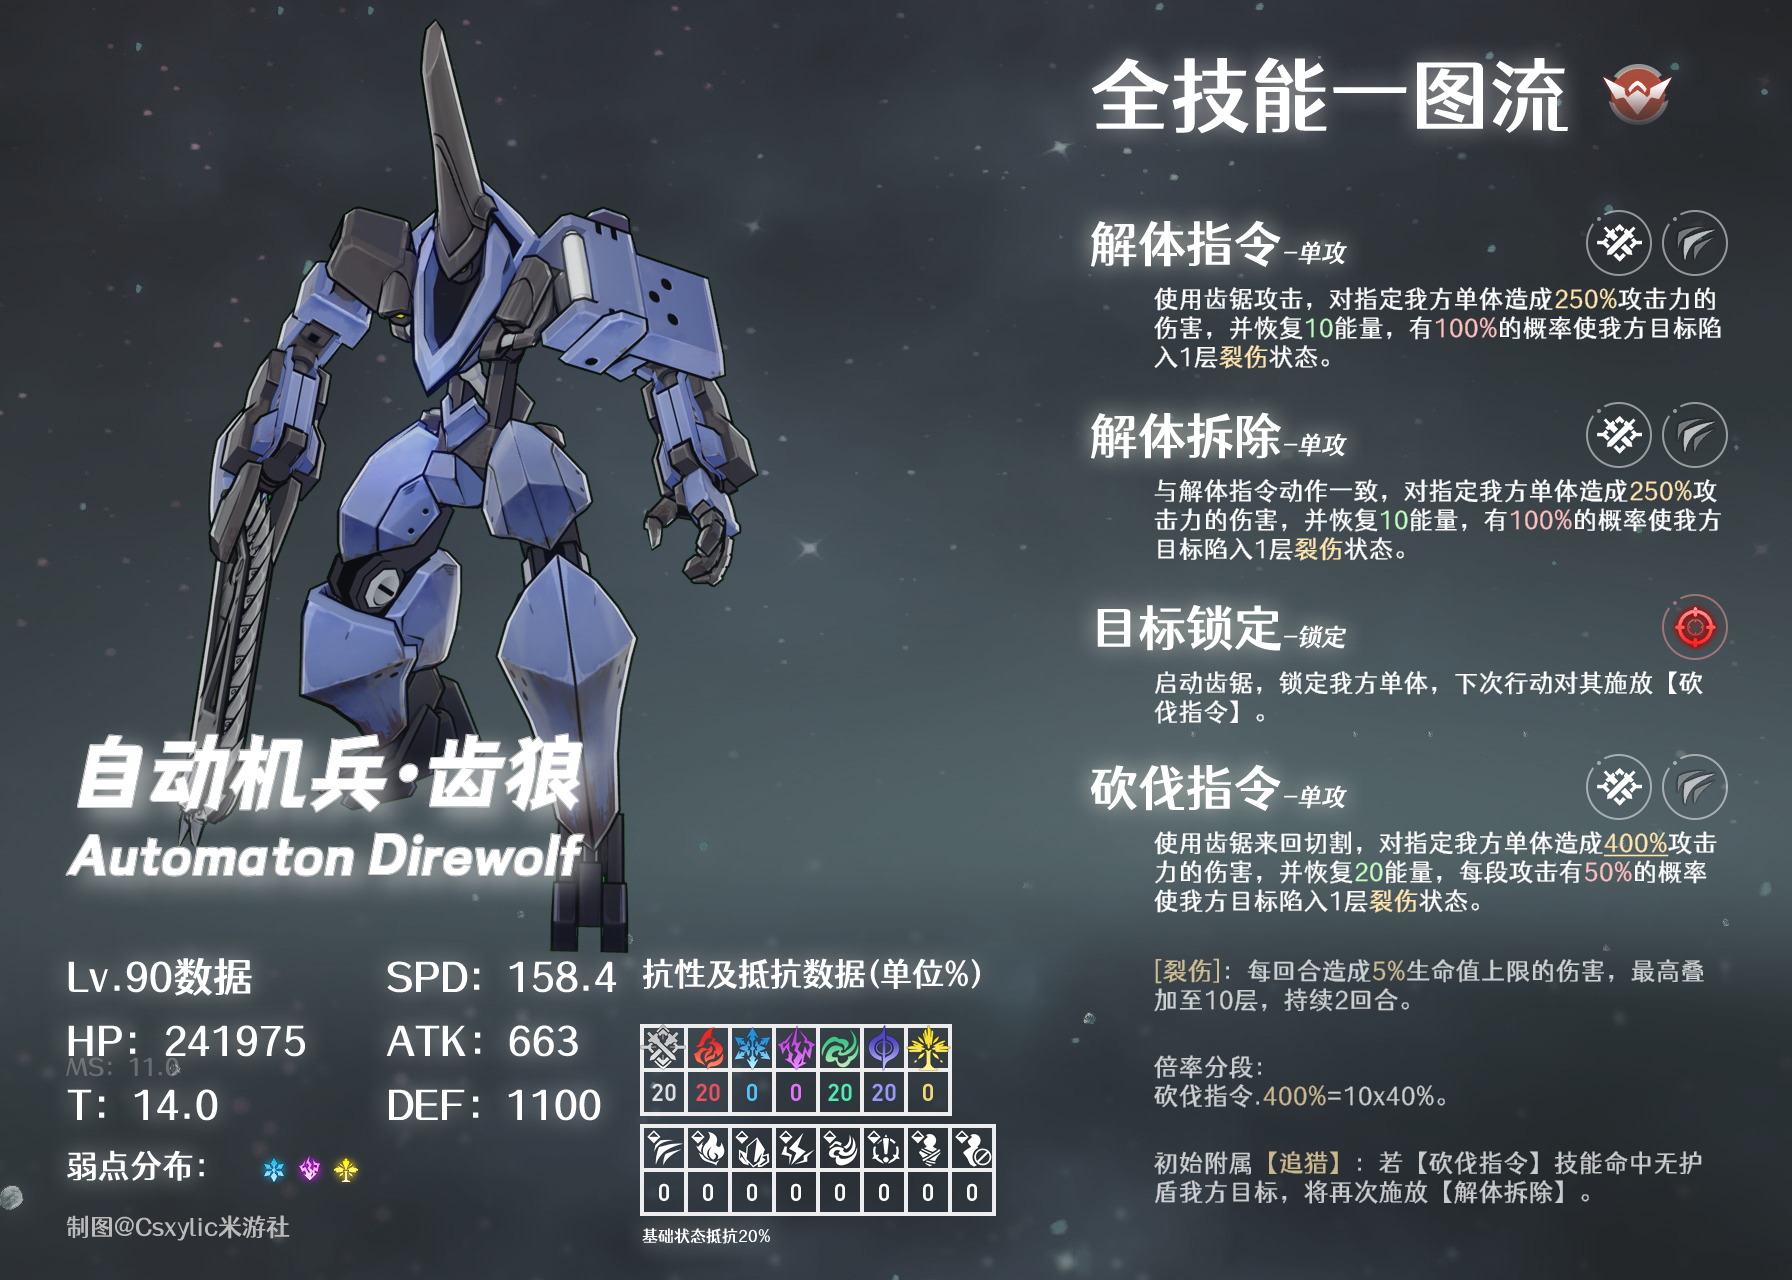 全技能一图流
解体指令-单攻
使用齿锯攻击，对指定我方单体造成250%攻击力的
伤害，并恢复10能量，有100%的概率使我方目标陷
入1层裂伤状态。
解体拆除-单攻
与解体指令动作一致，对指定我方单体造成250%攻
击力的伤害，并恢复10能量，有100%的概率使我方
目标陷入1层裂伤状态。
目标锁定-锁定
启动齿锯，锁定我方单体，下次行动对其施放【砍
伐指令】。
砍伐指令-单攻
使用齿锯来回切割，对指定我方单体造成400%攻击
力的伤害，并恢复20能量，每段攻击有50%的概率
使我方目标陷入1层裂伤状态。
[裂伤]：每回合造成5%生命值上限的伤害，最高叠
加至10层，持续2回合。
倍率分段：
砍伐指令.400%=10x40%。
初始附属【追猎】：若【砍伐指令】技能命中无护
盾我方目标，将再次施放【解体拆除】。
自动机兵·齿狼
Automaton Direwolf
Lv.90数据
SPD：158.4
HP：241975
ATK：663
MS：11.0
T：14.0
DEF：1100
弱点分布：
制图@Csxylic米游社
抗性及抵抗数据(单位%)
20 20 0 0 20 20 0
0 0 0 0 0 0 0 0
基础状态抵抗20%